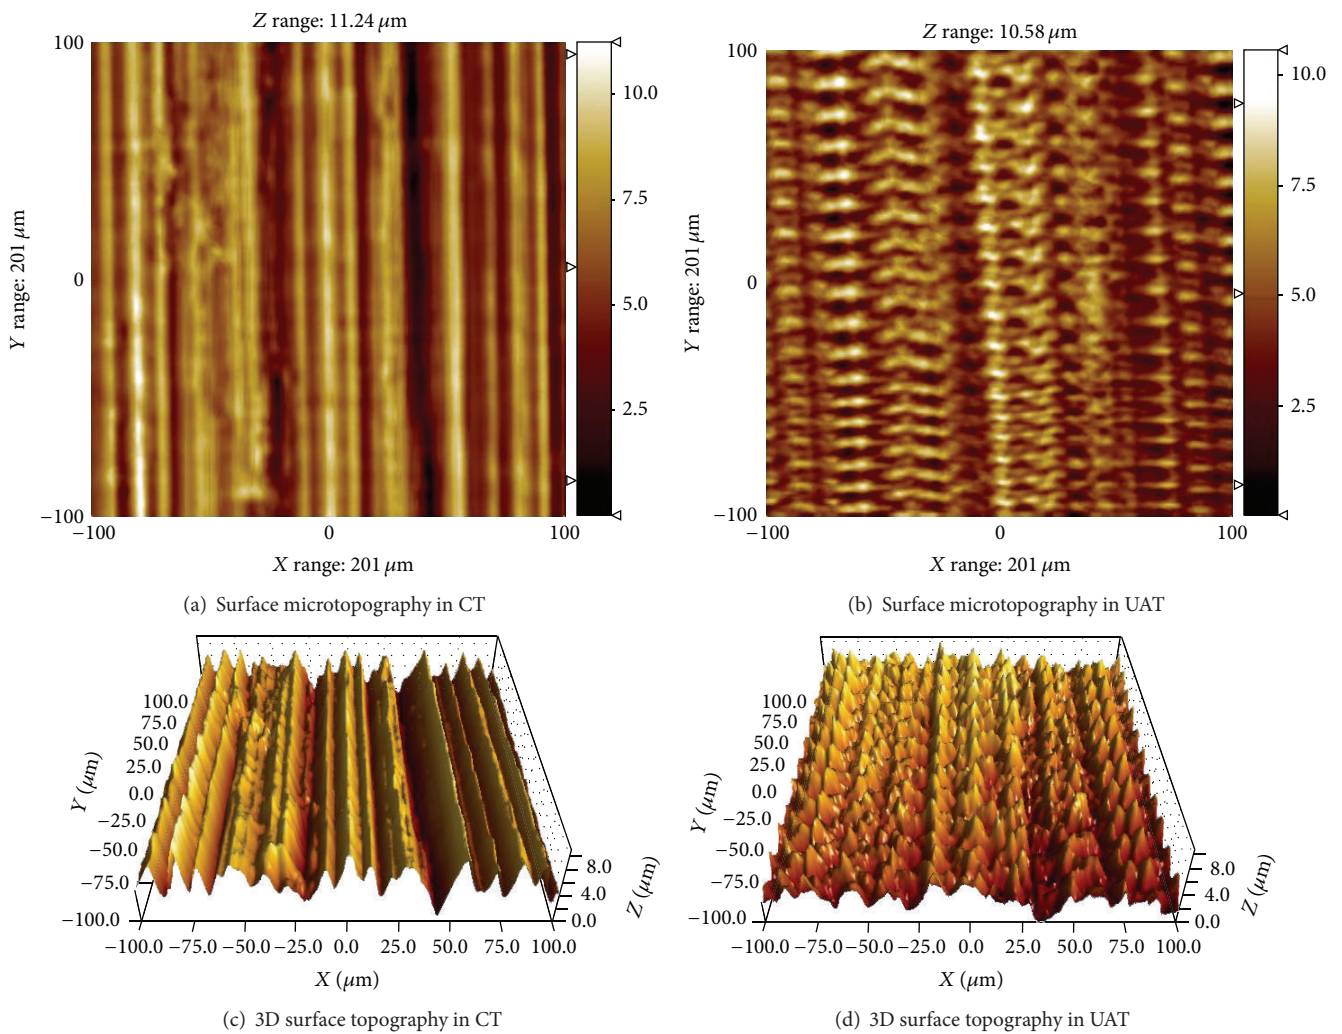 Z range: 11.24 μm
100
0
−100
Y range: 201 μm
10.0
7.5
5.0
2.5
−100
0
100
X range: 201 μm
(a) Surface microtopography in CT
Z range: 10.58 μm
100
0
−100
Y range: 201 μm
10.0
7.5
5.0
2.5
−100
0
100
X range: 201 μm
(b) Surface microtopography in UAT
100.0
75.0
50.0
25.0
0.0
−25.0
−50.0
−75.0
−100.0
Y (μm)
8.0
4.0
0.0
Z (μm)
−100.0 −75.0 −50.0 −25.0 0.0 25.0 50.0 75.0 100.0
X (μm)
(c) 3D surface topography in CT
100.0
75.0
50.0
25.0
0.0
−25.0
−50.0
−75.0
−100.0
Y (μm)
8.0
4.0
0.0
Z (μm)
−100.0 −75.0 −50.0 −25.0 0.0 25.0 50.0 75.0 100.0
X (μm)
(d) 3D surface topography in UAT